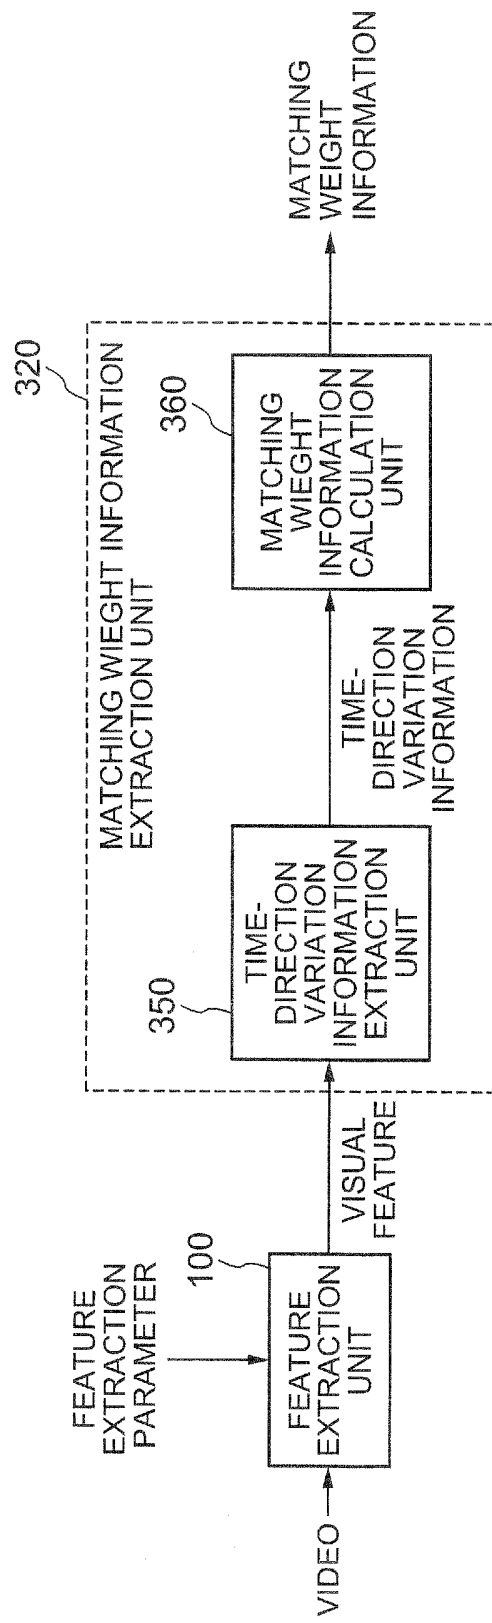 VIDEO
FEATURE
EXTRACTION
PARAMETER
100
FEATURE
EXTRACTION
UNIT
VISUAL
FEATURE
MATCHING WIEGHT INFORMATION
EXTRACTION UNIT
320
350
TIME-
DIRECTION
VARIATION
INFORMATION
EXTRACTION
UNIT
TIME-
DIRECTION
VARIATION
INFORMATION
360
MATCHING
WIEGHT
INFORMATION
CALCULATION
UNIT
MATCHING
WEIGHT
INFORMATION